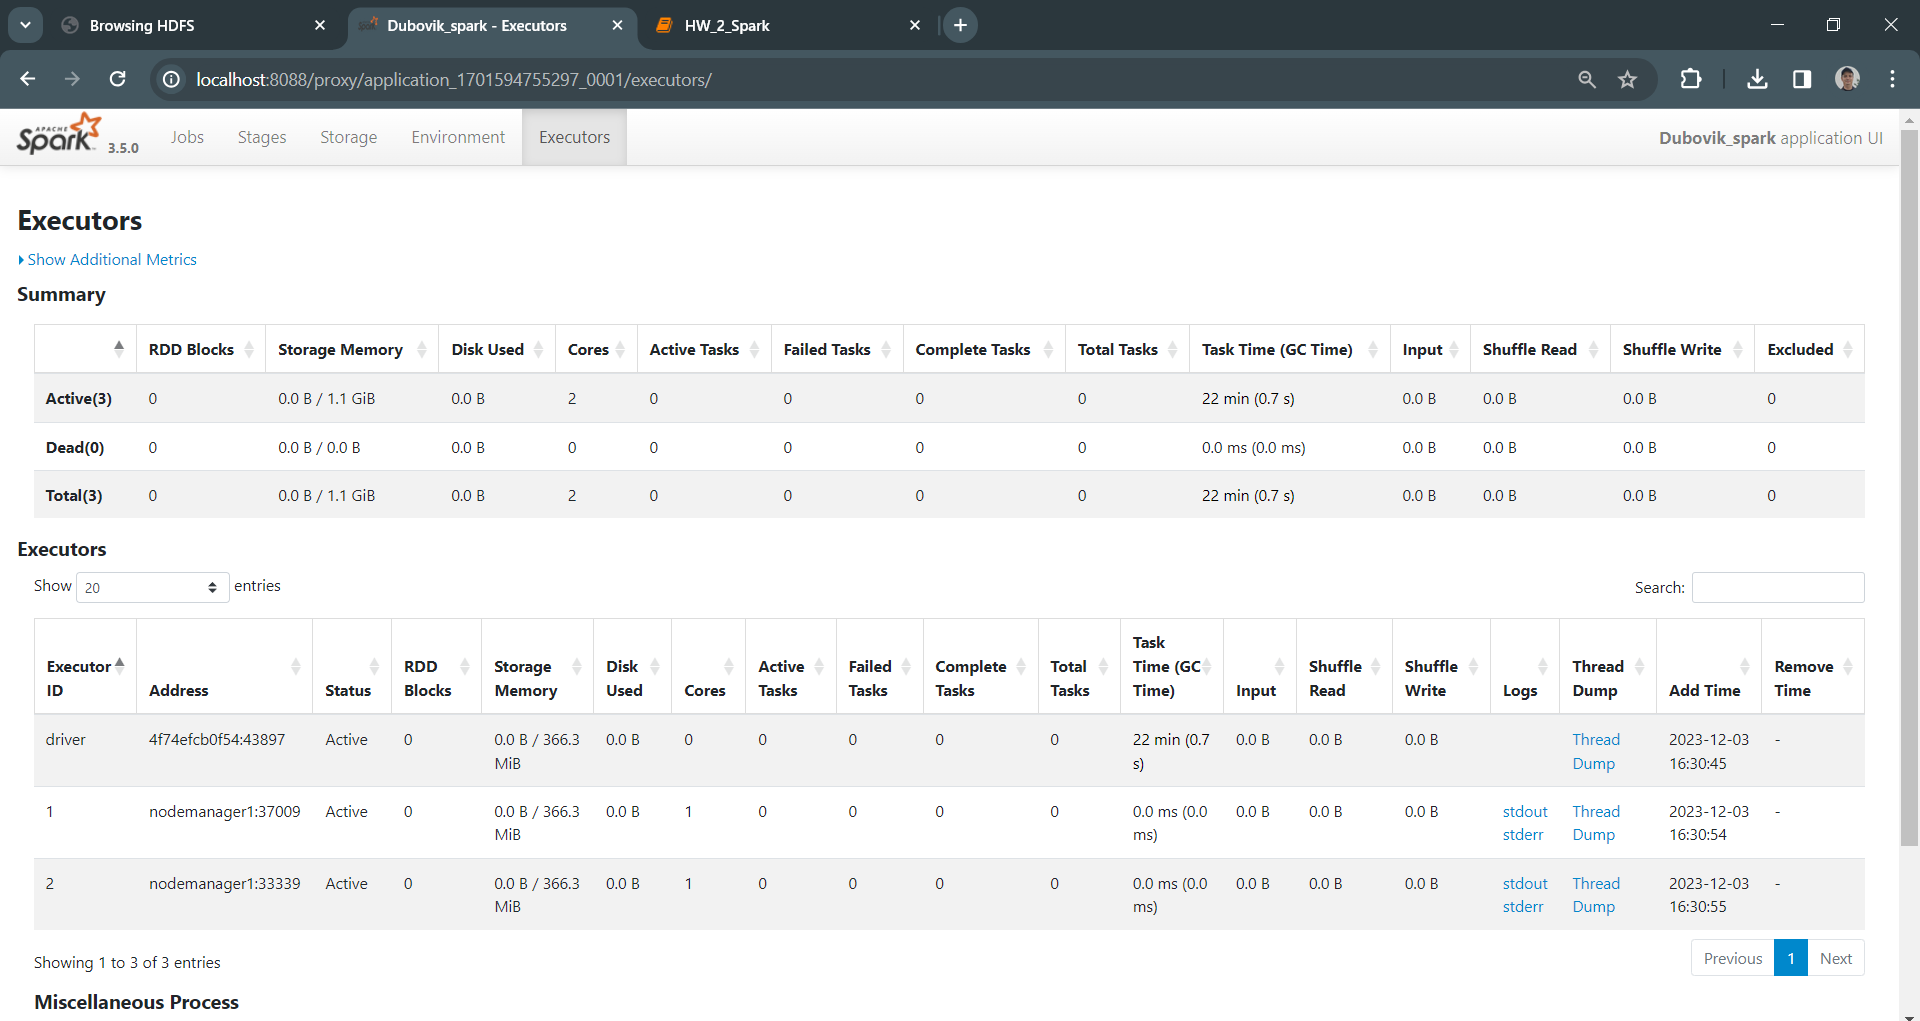 Browsing HDFS
Dubovik_spark - Executors
HW_2_Spark
localhost:8088/proxy/application_1701594755297_0001/executors/
APACHE Spark 3.5.0 Jobs Stages Storage Environment Executors Dubovik_spark application UI
Executors
Show Additional Metrics
Summary
RDD Blocks Storage Memory Disk Used Cores Active Tasks Failed Tasks Complete Tasks Total Tasks Task Time (GC Time) Input Shuffle Read Shuffle Write Excluded
Active(3) 0 0.0 B / 1.1 GiB 0.0 B 2 0 0 0 0 22 min (0.7 s) 0.0 B 0.0 B 0.0 B 0
Dead(0) 0 0.0 B / 0.0 B 0.0 B 0 0 0 0 0 0.0 ms (0.0 ms) 0.0 B 0.0 B 0.0 B 0
Total(3) 0 0.0 B / 1.1 GiB 0.0 B 2 0 0 0 0 22 min (0.7 s) 0.0 B 0.0 B 0.0 B 0
Executors
Show 20 entries Search:
Executor ID Address Status RDD Blocks Storage Memory Disk Used Cores Active Tasks Failed Tasks Complete Tasks Total Tasks Task Time (GC Time) Input Shuffle Read Shuffle Write Logs Thread Dump Add Time Remove Time
driver 4f74efcb0f54:43897 Active 0 0.0 B / 366.3 MiB 0.0 B 0 0 0 0 0 22 min (0.7 s) 0.0 B 0.0 B 0.0 B Thread Dump 2023-12-03 16:30:45 -
1 nodemanager1:37009 Active 0 0.0 B / 366.3 MiB 0.0 B 1 0 0 0 0 0.0 ms (0.0 ms) 0.0 B 0.0 B 0.0 B stdout stderr Thread Dump 2023-12-03 16:30:54 -
2 nodemanager1:33339 Active 0 0.0 B / 366.3 MiB 0.0 B 1 0 0 0 0 0.0 ms (0.0 ms) 0.0 B 0.0 B 0.0 B stdout stderr Thread Dump 2023-12-03 16:30:55 -
Showing 1 to 3 of 3 entries
Previous 1 Next
Miscellaneous Process